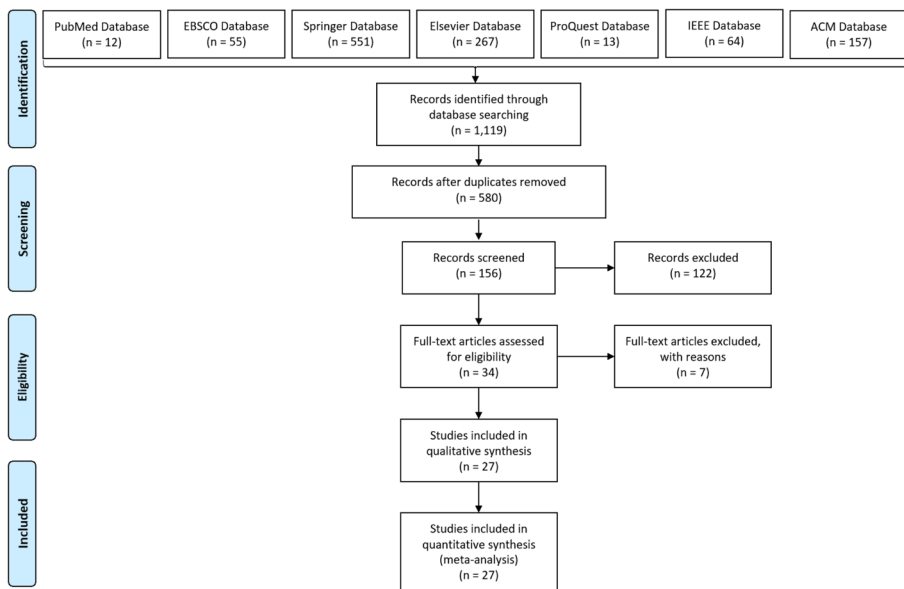 Identification
PubMed Database
(n = 12)
EBSCO Database
(n = 55)
Springer Database
(n = 551)
Elsevier Database
(n = 267)
ProQuest Database
(n = 13)
IEEE Database
(n = 64)
ACM Database
(n = 157)
Records identified through
database searching
(n = 1,119)
Screening
Records after duplicates removed
(n = 580)
Records screened
(n = 156)
Records excluded
(n = 122)
Eligibility
Full-text articles assessed
for eligibility
(n = 34)
Full-text articles excluded,
with reasons
(n = 7)
Studies included in
qualitative synthesis
(n = 27)
Included
Studies included in
quantitative synthesis
(meta-analysis)
(n = 27)